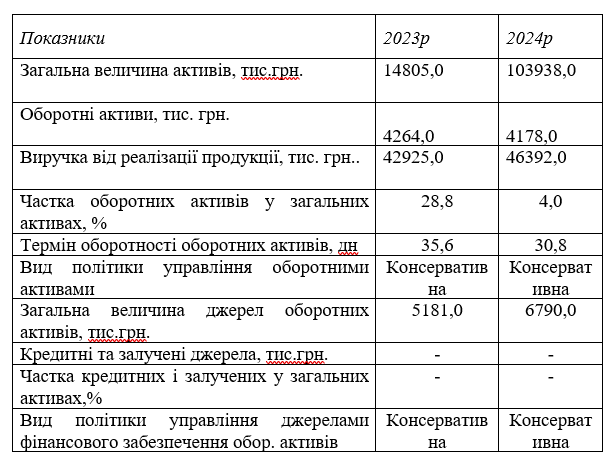 Показники 2023р 2024р
Загальна величина активів, тис.грн. 14805,0 103938,0
Оборотні активи, тис. грн.
4264,0 4178,0
Виручка від реалізації продукції, тис. грн.. 42925,0 46392,0
Частка оборотних активів у загальних 28,8 4,0
активах, %
Термін оборотності оборотних активів, дн 35,6 30,8
Вид політики управління оборотними Консерватив Консерват
активами на ивна
Загальна величина джерел оборотних 5181,0 6790,0
активів, тис.грн.
Кредитні та залучені джерела, тис.грн. - -
Частка кредитних і залучених у загальних - -
активах,%
Вид політики управління джерелами Консерватив Консерват
фінансового забезпечення обор. активів на ивна